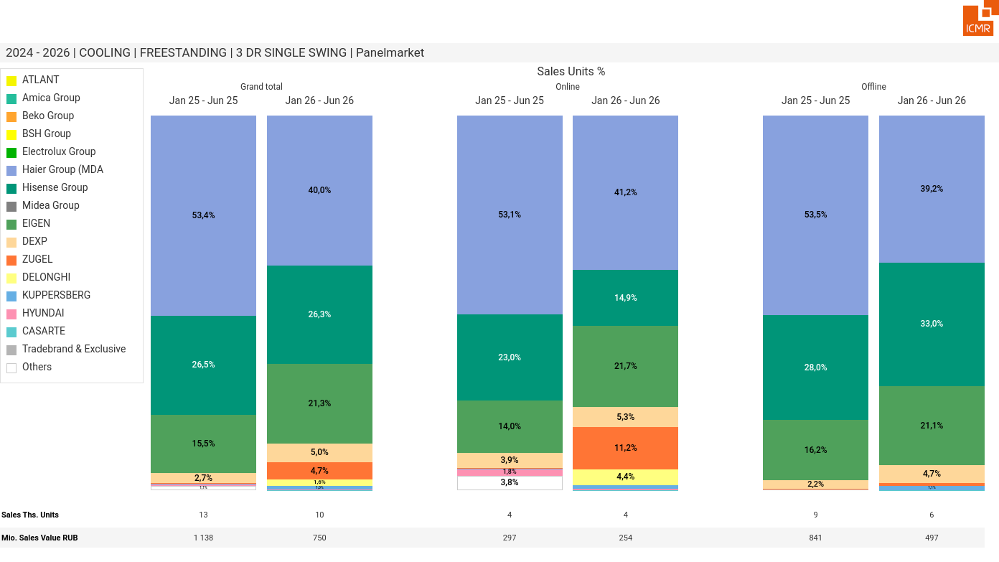 ICMR
2024 - 2026 | COOLING | FREESTANDING | 3 DR SINGLE SWING | Panelmarket
ATLANT
Amica Group
Beko Group
BSH Group
Electrolux Group
Haier Group (MDA
Hisense Group
Midea Group
EIGEN
DEXP
ZUGEL
DELONGHI
KUPPERSBERG
HYUNDAI
CASARTE
Tradebrand & Exclusive
Others
Sales Units %
Grand total
Jan 25 - Jun 25
Jan 26 - Jun 26
53,4%
26,5%
15,5%
2,7%
1,1%
40,0%
26,3%
21,3%
5,0%
4,7%
1,6%
Online
Jan 25 - Jun 25
Jan 26 - Jun 26
53,1%
23,0%
14,0%
3,9%
1,8%
3,8%
41,2%
14,9%
21,7%
5,3%
11,2%
4,4%
Offline
Jan 25 - Jun 25
Jan 26 - Jun 26
53,5%
28,0%
16,2%
2,2%
39,2%
33,0%
21,1%
4,7%
1,1%
Sales Ths. Units 13 10 4 4 9 6
Mio. Sales Value RUB 1 138 750 297 254 841 497